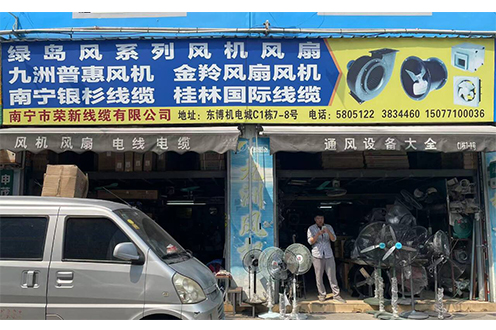 绿岛风系列风机风扇
九洲普惠风机 金羚风扇风机
南宁银杉线缆 桂林国际线缆
南宁市荣新线缆有限公司 地址：东博机电城C1栋7-8号 电话：5805122 3834460 15077100036
风机风扇 电线电缆 通风设备大全